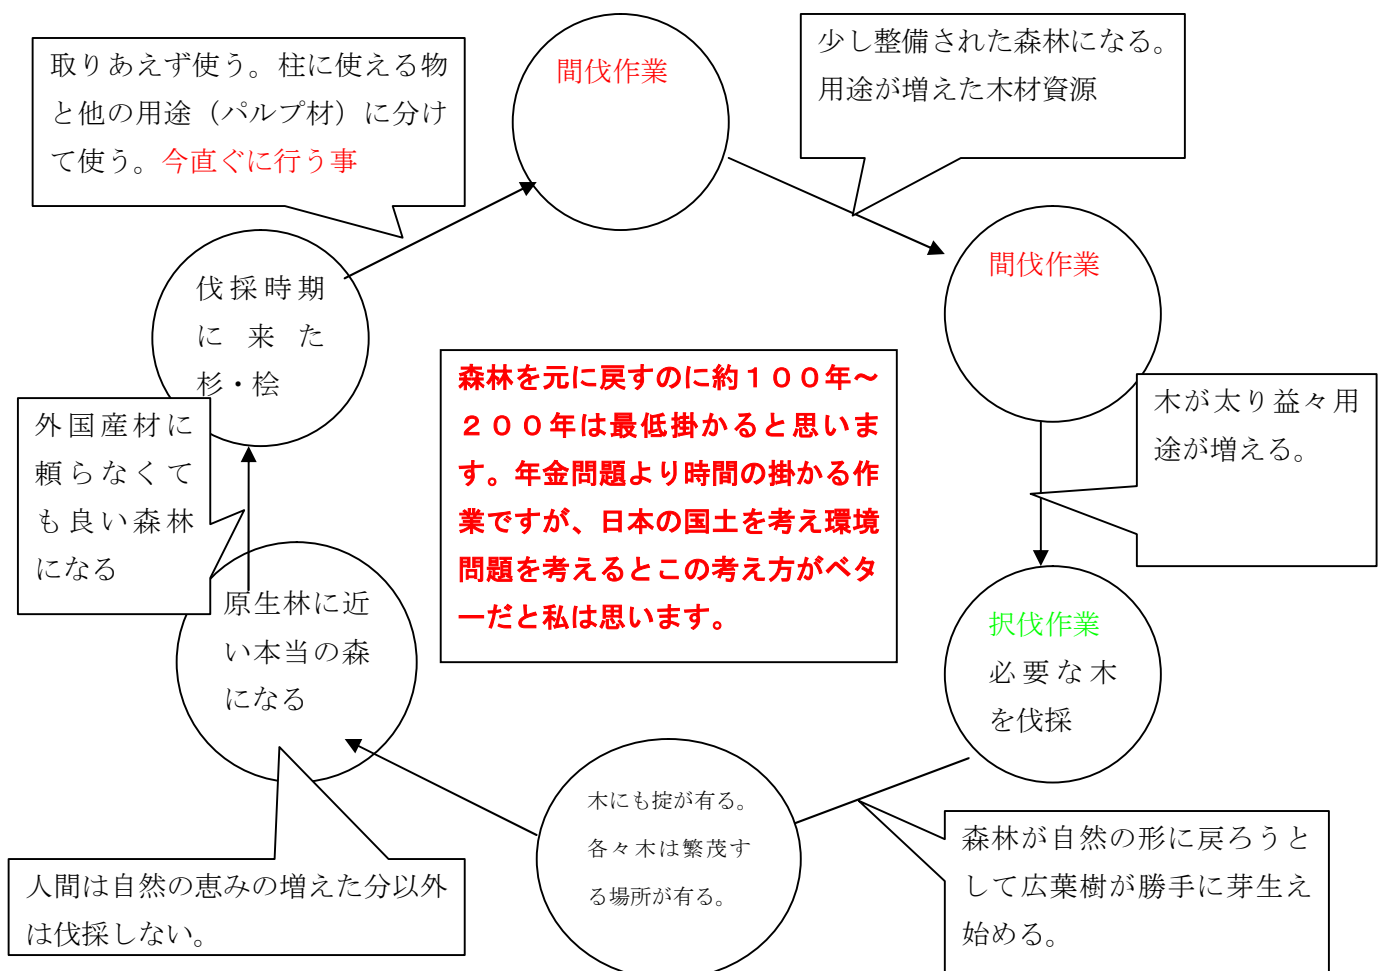 取りあえず使う。柱に使える物
と他の用途（パルプ材）に分け
て使う。今直ぐに行う事
間伐作業
少し整備された森林になる。
用途が増えた木材資源
間伐作業
伐採時期
に来た
杉・桧
森林を元に戻すのに約１００年～
２００年は最低掛かると思いま
す。年金問題より時間の掛かる作
業ですが、日本の国土を考え環境
問題を考えるとこの考え方がベタ
ーだと私は思います。
木が太り益々用
途が増える。
外国産材に
頼らなくて
も良い森林
になる
原生林に近
い本当の森
になる
択伐作業
必要な木
を伐採
木にも掟が有る。
各々木は繁茂す
る場所が有る。
森林が自然の形に戻ろうと
して広葉樹が勝手に芽生え
始める。
人間は自然の恵みの増えた分以外
は伐採しない。